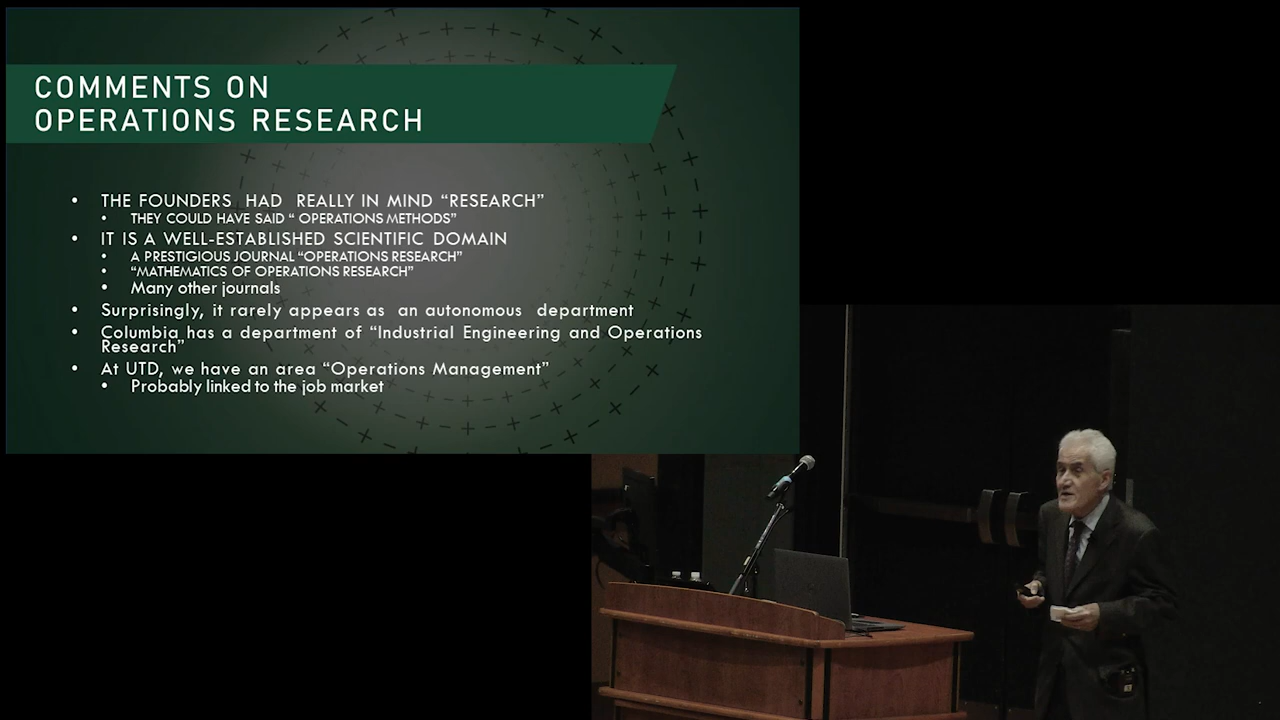 COMMENTS ON
OPERATIONS RESEARCH
• THE FOUNDERS HAD REALLY IN MIND “RESEARCH”
• THEY COULD HAVE SAID “ OPERATIONS METHODS”
• IT IS A WELL-ESTABLISHED SCIENTIFIC DOMAIN
• A PRESTIGIOUS JOURNAL “OPERATIONS RESEARCH”
• “MATHEMATICS OF OPERATIONS RESEARCH”
• Many other journals
• Surprisingly, it rarely appears as an autonomous department
• Columbia has a department of “Industrial Engineering and Operations
Research”
• At UTD, we have an area “Operations Management”
• Probably linked to the job market